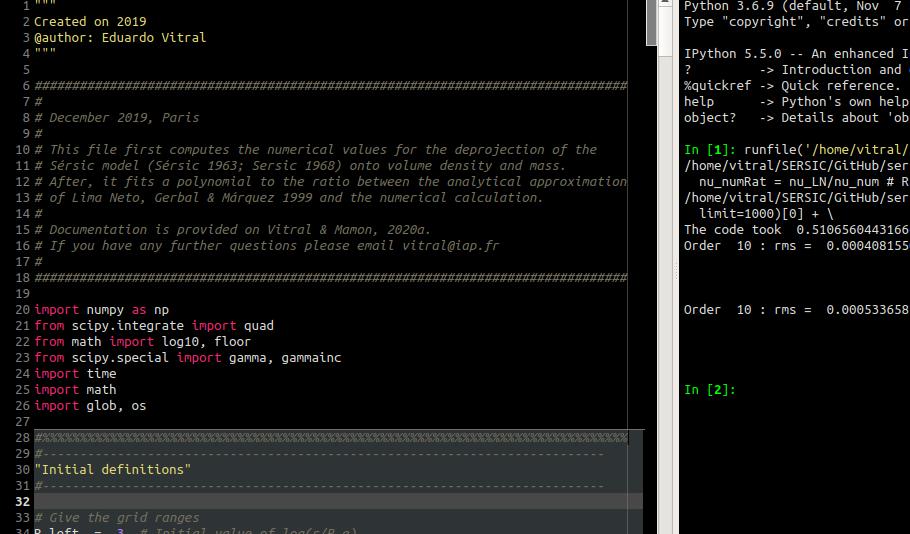 1 """
2 Created on 2019
3 @author: Eduardo Vitral
4 """
5
6 ###############################################################################
7 #
8 # December 2019, Paris
9 #
10 # This file first computes the numerical values for the deprojection of the
11 # Sérsic model (Sérsic 1963; Sersic 1968) onto volume density and mass.
12 # After, it fits a polynomial to the ratio between the analytical approximation
13 # of Lima Neto, Gerbal & Márquez 1999 and the numerical calculation.
14 #
15 # Documentation is provided on Vitral & Mamon, 2020a.
16 # If you have any further questions please email vitral@iap.fr
17 #
18 ###############################################################################
19
20 import numpy as np
21 from scipy.integrate import quad
22 from math import log10, floor
23 from scipy.special import gamma, gammainc
24 import time
25 import math
26 import glob, os
27
28 #%%%%%%%%%%%%%%%%%%%%%%%%%%%%%%%%%%%%%%%%%%%%%%%%%%%%%%%%%%%%%%%%%%%%%%%%%%%%%%%
29 #---------------------------------------------------------------------------
30 "Initial definitions"
31 #---------------------------------------------------------------------------
32
33 # Give the grid ranges
Python 3.6.9 (default, Nov 7
Type "copyright", "credits" or
IPython 5.5.0 -- An enhanced I
? -> Introduction and
%quickref -> Quick reference.
help -> Python's own help
object? -> Details about 'ob
In [1]: runfile('/home/vitral/
/home/vitral/SERSIC/GitHub/ser
nu_numRat = nu_LN/nu_num # R
/home/vitral/SERSIC/GitHub/ser
limit=1000)[0] + \
The code took 0.5106560443166
Order 10 : rms = 0.000408155
Order 10 : rms = 0.000533658
In [2]: